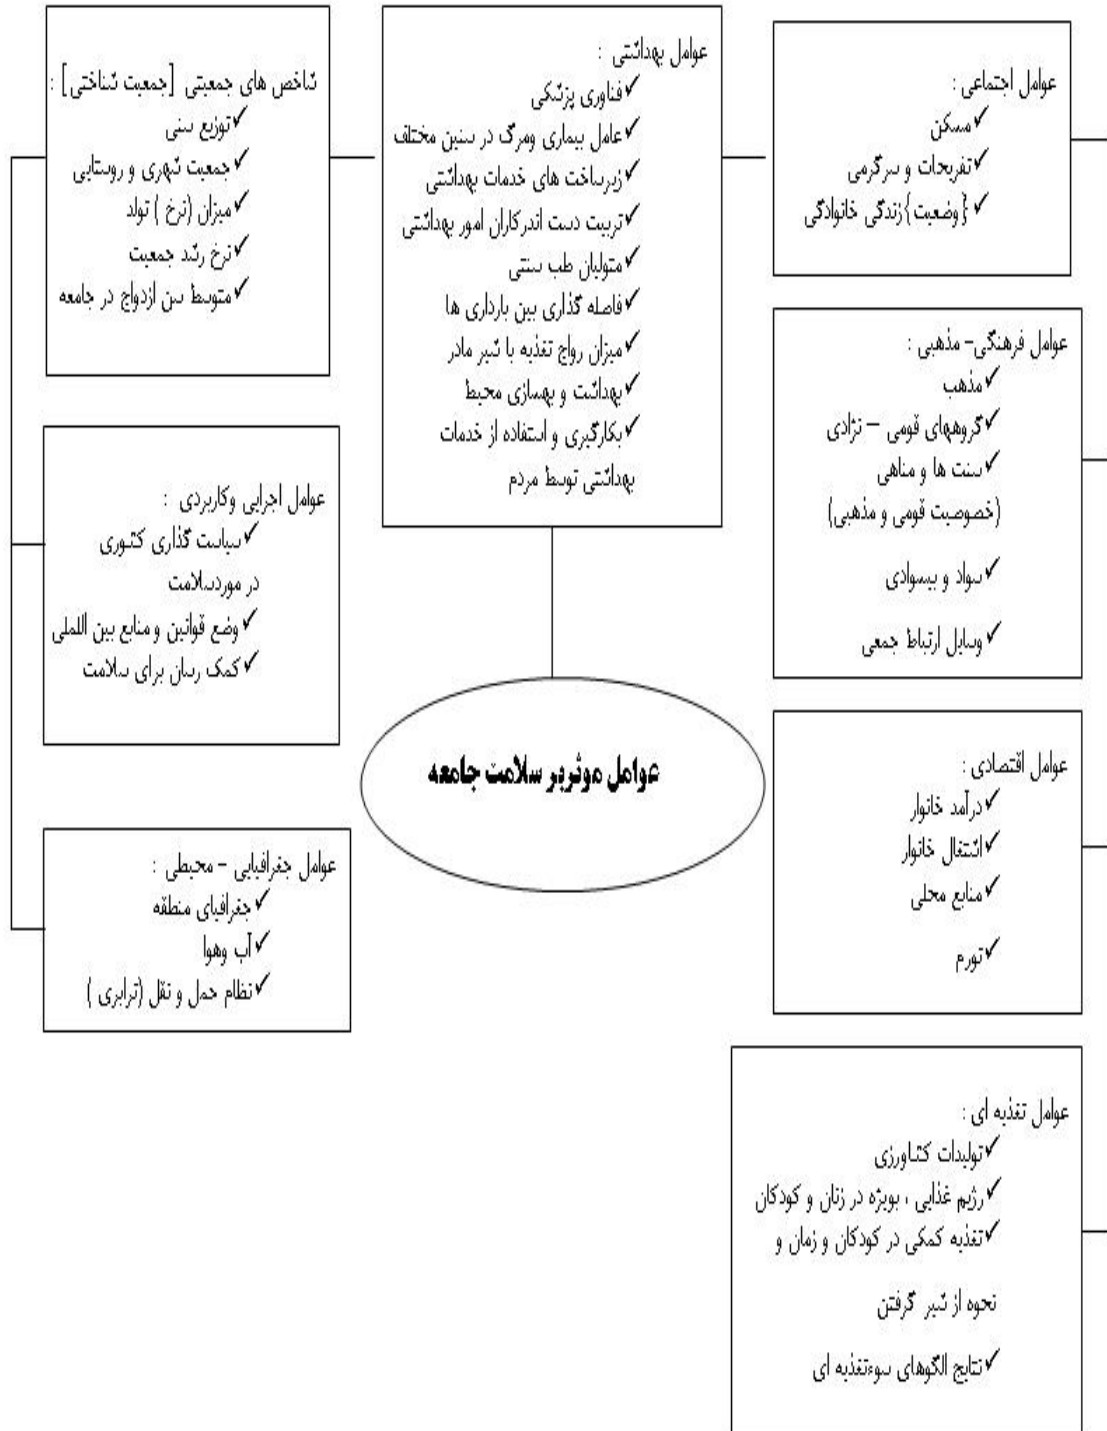 عوامل اجتماعی :
✓مسکن
✓تفریحات و سرگرمی
✓{وضعیت}زندگی خانوادگی
عوامل بهداشتی :
✓فناوری پزشکی
✓عامل بیماری ومرگ در سنین مختلف
✓زیرساخت های خدمات بهداشتی
✓تربیت دست اندرکاران امور بهداشتی
✓متولیان طب سنتی
✓فاصله گذاری بین بارداری ها
✓میزان رواج تغذیه با شیر مادر
✓بهداشت و بهسازی محیط
✓بکارگیری و استفاده از خدمات
بهداشتی توسط مردم
شاخص های جمعیتی [جمعیت شناختی] :
✓توزیع سنی
✓جمعیت شهری و روستایی
✓میزان (نرخ ) تولد
✓نرخ رشد جمعیت
✓متوسط سن ازدواج در جامعه
عوامل فرهنگی- مذهبی :
✓مذهب
✓گروههای قومی – نژادی
✓سنت ها و مناهی
(خصوصیت قومی و مذهبی)
✓سواد و بیسوادی
✓وسایل ارتباط جمعی
عوامل اجرایی وکاربردی :
✓سیاست گذاری کشوری
در موردسلامت
✓وضع قوانین و منابع بین اللملی
✓کمک رسان برای سلامت
عوامل موثربر سلامت جامعه
عوامل اقتصادی :
✓درآمد خانوار
✓اشتغال خانوار
✓منابع محلی
✓تورم
عوامل جغرافیایی – محیطی :
✓جغرافیای منطقه
✓آب وهوا
✓نظام حمل و نقل (ترابری )
عوامل تغذیه ای :
✓تولیدات کشاورزی
✓رژیم غذایی ، بویژه در زنان و کودکان
✓تغذیه کمکی در کودکان و زمان و
نحوه از شیر گرفتن
✓نتایج الگوهای سوءتغذیه ای